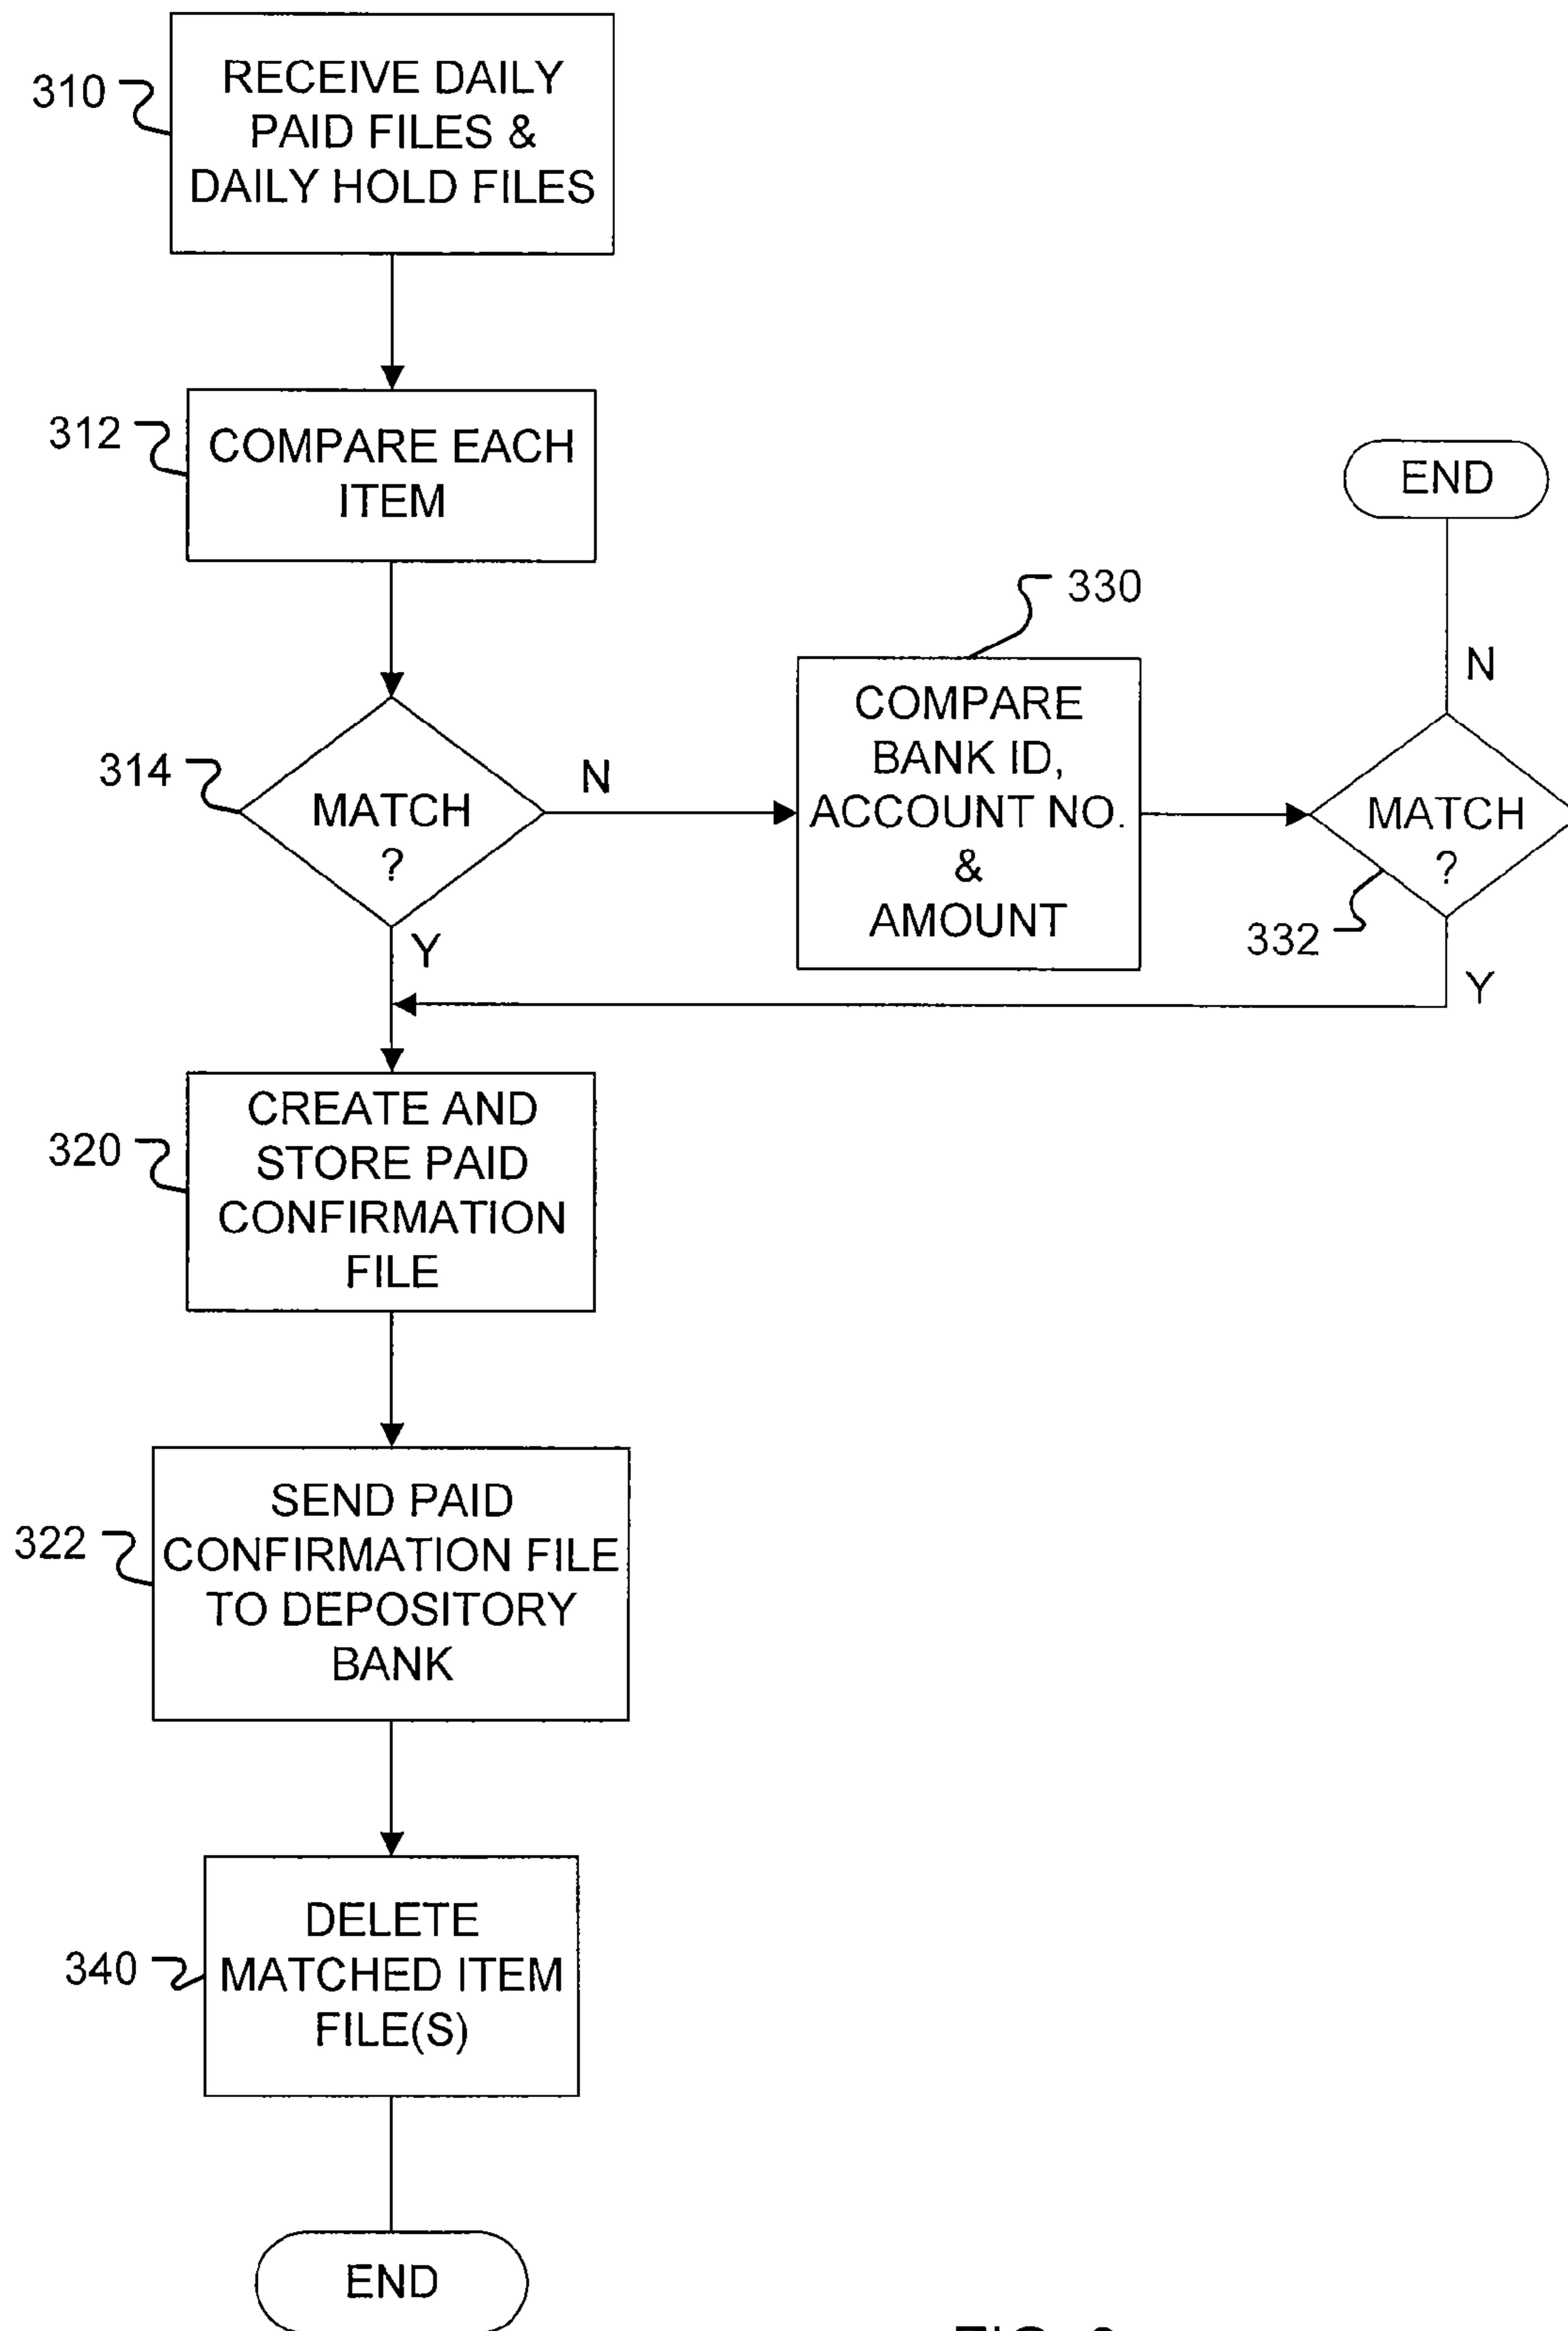 310
RECEIVE DAILY
PAID FILES &
DAILY HOLD FILES
312
COMPARE EACH
ITEM
END
330
COMPARE
BANK ID,
ACCOUNT NO.
&
AMOUNT
N
314
MATCH
?
N
MATCH
?
332
Y
Y
320
CREATE AND
STORE PAID
CONFIRMATION
FILE
322
SEND PAID
CONFIRMATION FILE
TO DEPOSITORY
BANK
340
DELETE
MATCHED ITEM
FILE(S)
END